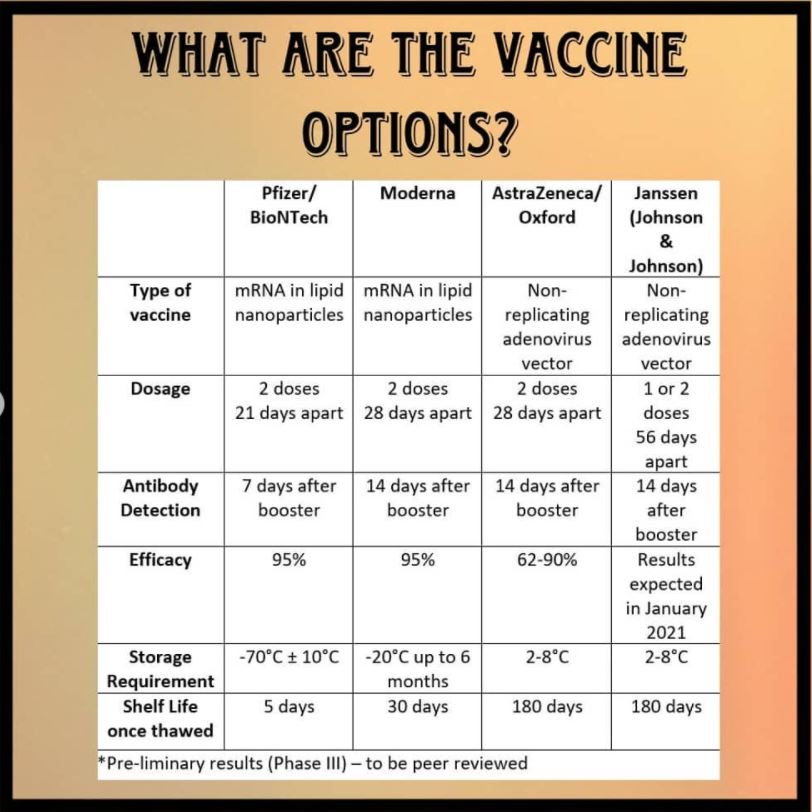 WHAT ARE THE VACCINE
OPTIONS?
Pfizer/ BioNTech
Moderna
AstraZeneca/ Oxford
Janssen (Johnson & Johnson)
Type of vaccine
mRNA in lipid nanoparticles
mRNA in lipid nanoparticles
Non-replicating adenovirus vector
Non-replicating adenovirus vector
Dosage
2 doses 21 days apart
2 doses 28 days apart
2 doses 28 days apart
1 or 2 doses 56 days apart
Antibody Detection
7 days after booster
14 days after booster
14 days after booster
14 days after booster
Efficacy
95%
95%
62-90%
Results expected in January 2021
Storage Requirement
-70°C ± 10°C
-20°C up to 6 months
2-8°C
2-8°C
Shelf Life once thawed
5 days
30 days
180 days
180 days
*Pre-liminary results (Phase III) – to be peer reviewed